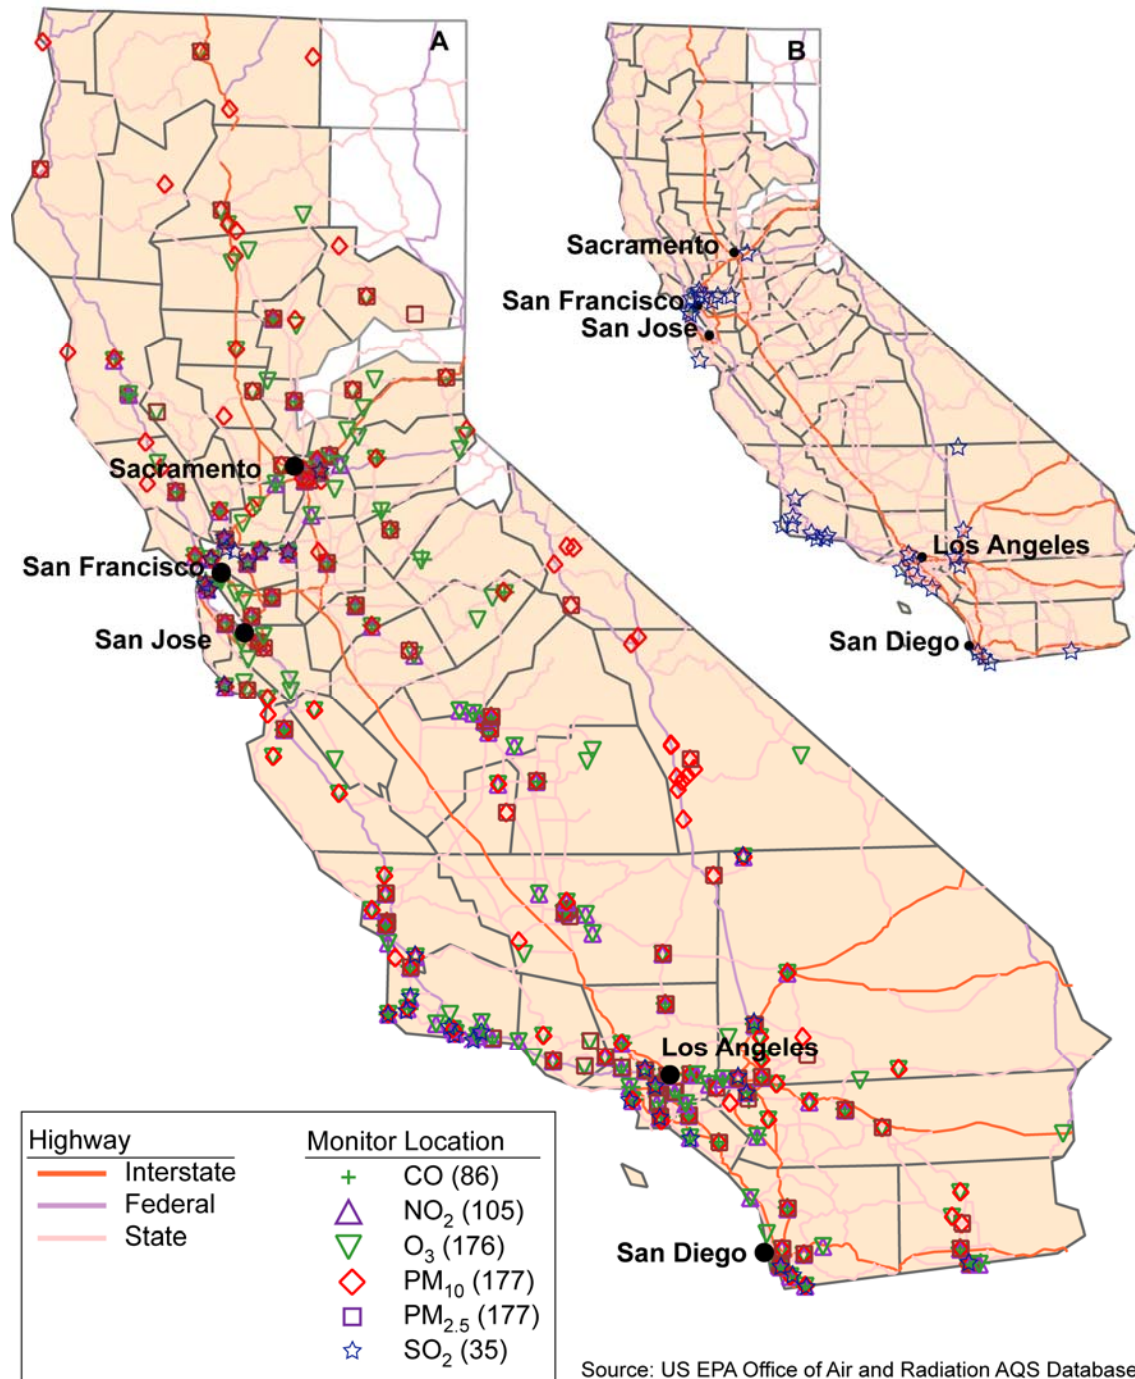 A
B
Sacramento
San Francisco
San Jose
Los Angeles
San Diego
Sacramento
San Francisco
San Jose
Los Angeles
San Diego
Highway
Interstate
Federal
State
Monitor Location
CO (86)
NO₂ (105)
O₃ (176)
PM₁₀ (177)
PM₂.₅ (177)
SO₂ (35)
Source: US EPA Office of Air and Radiation AQS Database